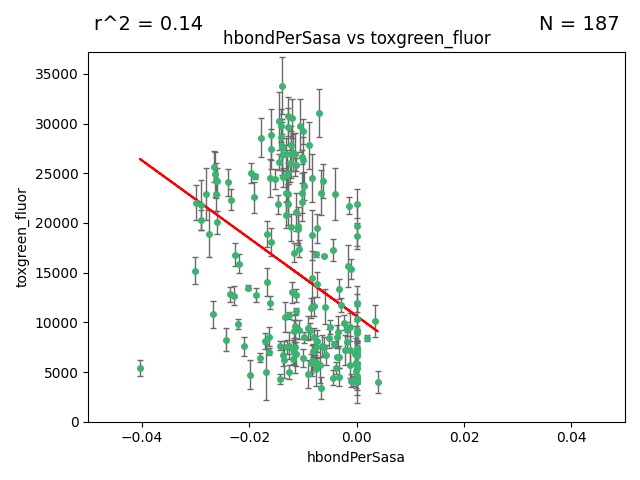 r^2 = 0.14
N = 187
hbondPerSasa vs toxgreen_fluor
35000
30000
25000
20000
15000
10000
5000
0
toxgreen_fluor
−0.04
−0.02
0.00
0.02
0.04
hbondPerSasa